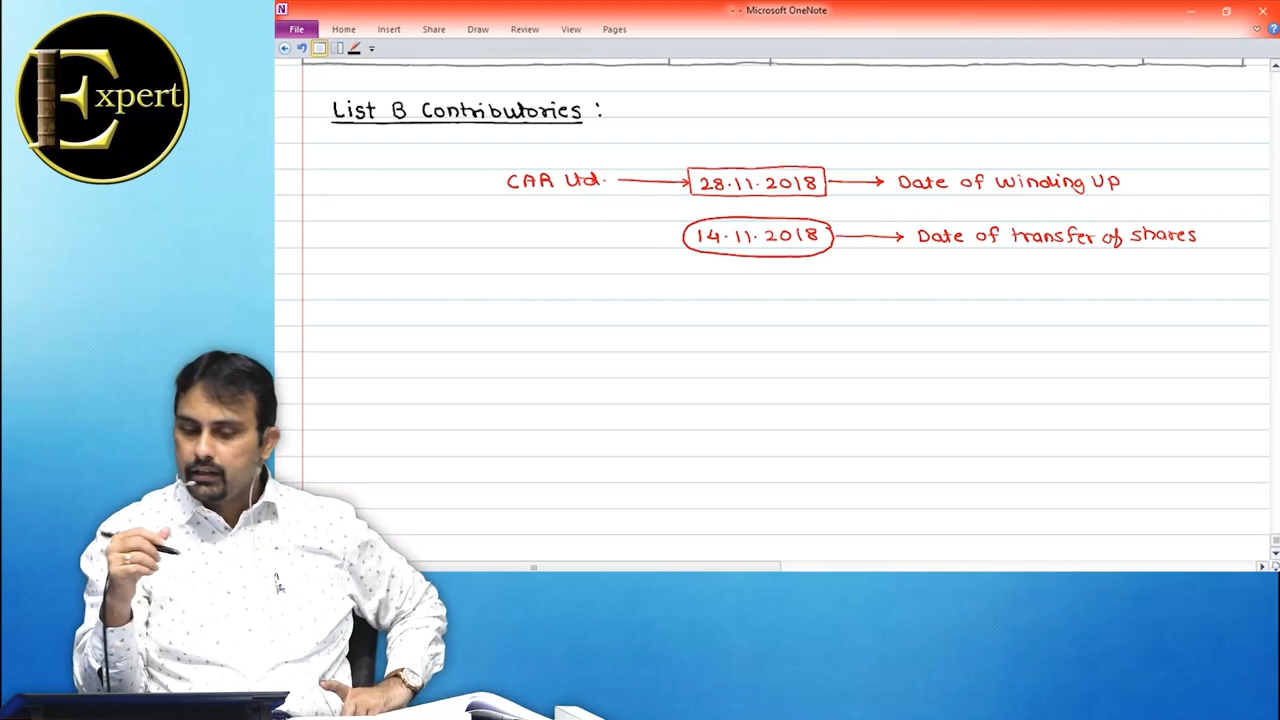 Expert
- - Microsoft OneNote
File Home Insert Share Draw Review View Pages
List B Contributories :
CAR Ltd. → 28.11.2018 → Date of Winding Up
14.11.2018 → Date of transfer of shares